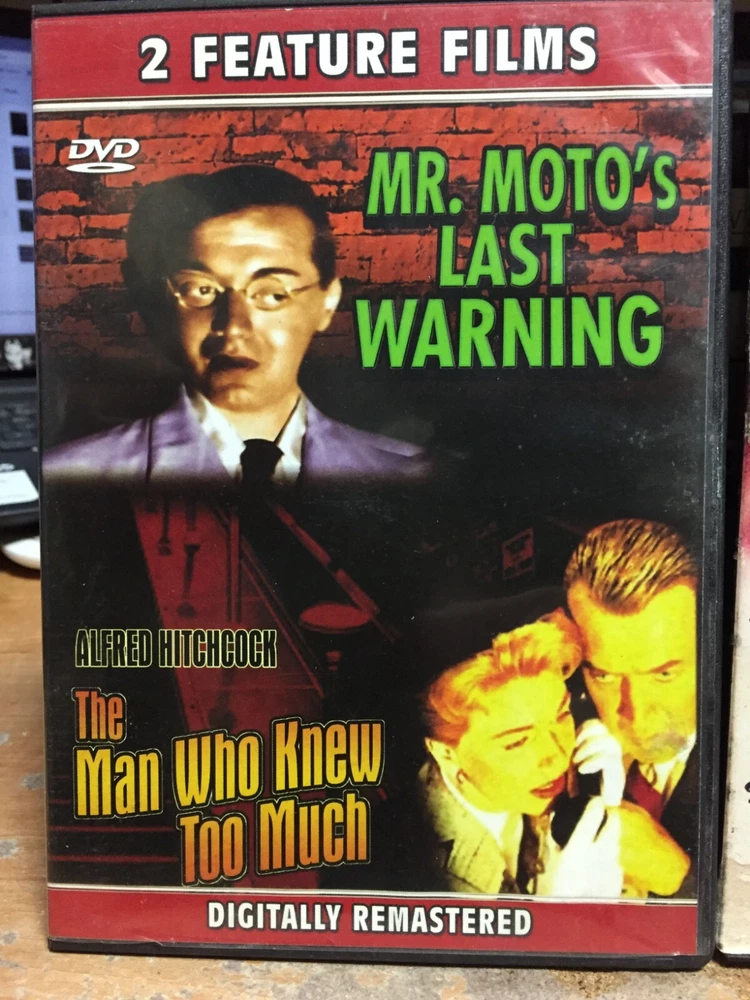 2 FEATURE FILMS
DVD
MR. MOTO'S
LAST
WARNING
ALFRED HITCHCOCK
The
Man Who Knew
Too Much
DIGITALLY REMASTERED